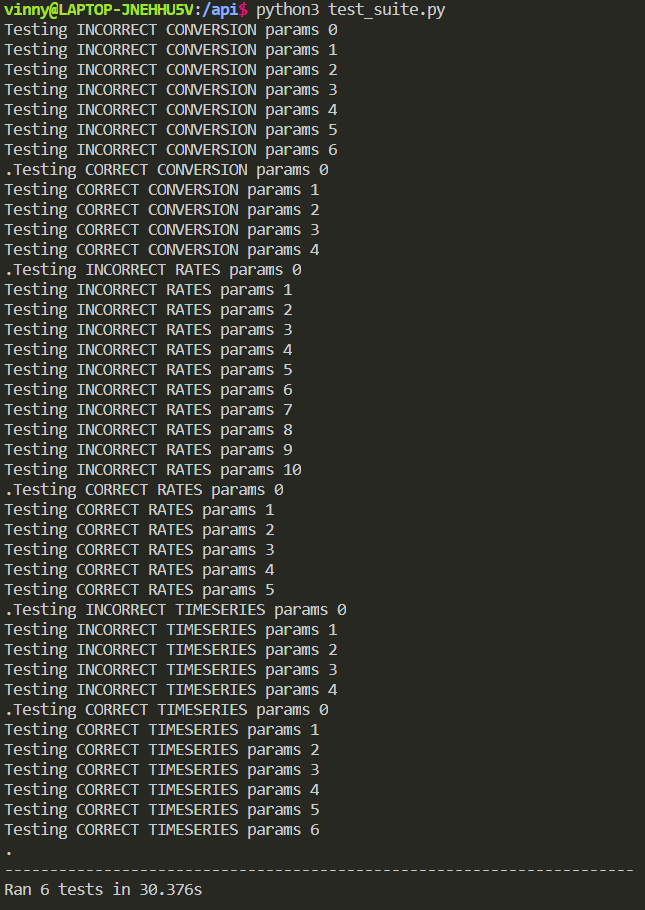 vinny@LAPTOP-JNEHHU5V:/api$ python3 test_suite.py
Testing INCORRECT CONVERSION params 0
Testing INCORRECT CONVERSION params 1
Testing INCORRECT CONVERSION params 2
Testing INCORRECT CONVERSION params 3
Testing INCORRECT CONVERSION params 4
Testing INCORRECT CONVERSION params 5
Testing INCORRECT CONVERSION params 6
.Testing CORRECT CONVERSION params 0
Testing CORRECT CONVERSION params 1
Testing CORRECT CONVERSION params 2
Testing CORRECT CONVERSION params 3
Testing CORRECT CONVERSION params 4
.Testing INCORRECT RATES params 0
Testing INCORRECT RATES params 1
Testing INCORRECT RATES params 2
Testing INCORRECT RATES params 3
Testing INCORRECT RATES params 4
Testing INCORRECT RATES params 5
Testing INCORRECT RATES params 6
Testing INCORRECT RATES params 7
Testing INCORRECT RATES params 8
Testing INCORRECT RATES params 9
Testing INCORRECT RATES params 10
.Testing CORRECT RATES params 0
Testing CORRECT RATES params 1
Testing CORRECT RATES params 2
Testing CORRECT RATES params 3
Testing CORRECT RATES params 4
Testing CORRECT RATES params 5
.Testing INCORRECT TIMESERIES params 0
Testing INCORRECT TIMESERIES params 1
Testing INCORRECT TIMESERIES params 2
Testing INCORRECT TIMESERIES params 3
Testing INCORRECT TIMESERIES params 4
.Testing CORRECT TIMESERIES params 0
Testing CORRECT TIMESERIES params 1
Testing CORRECT TIMESERIES params 2
Testing CORRECT TIMESERIES params 3
Testing CORRECT TIMESERIES params 4
Testing CORRECT TIMESERIES params 5
Testing CORRECT TIMESERIES params 6
.
----------------------------------------------------------------------
Ran 6 tests in 30.376s